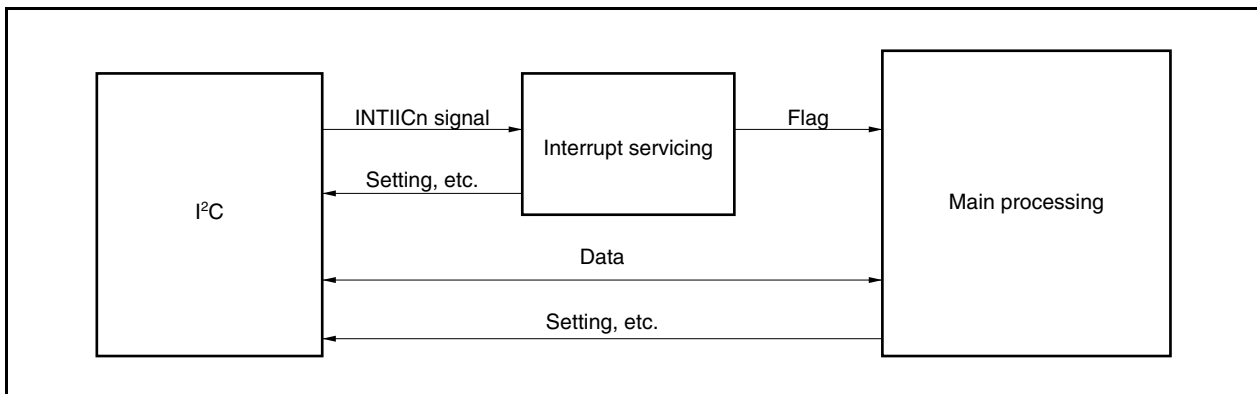 INTIICn signal
Flag
Interrupt servicing
Setting, etc.
I²C
Main processing
Data
Setting, etc.